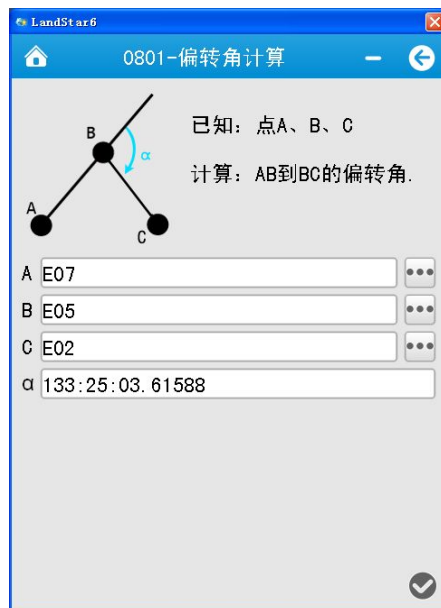 LandStar6
0801-偏转角计算
已知: 点A、B、C
计算: AB到BC的偏转角.
B
α
A
C
A E07
B E05
C E02
α 133:25:03.61588